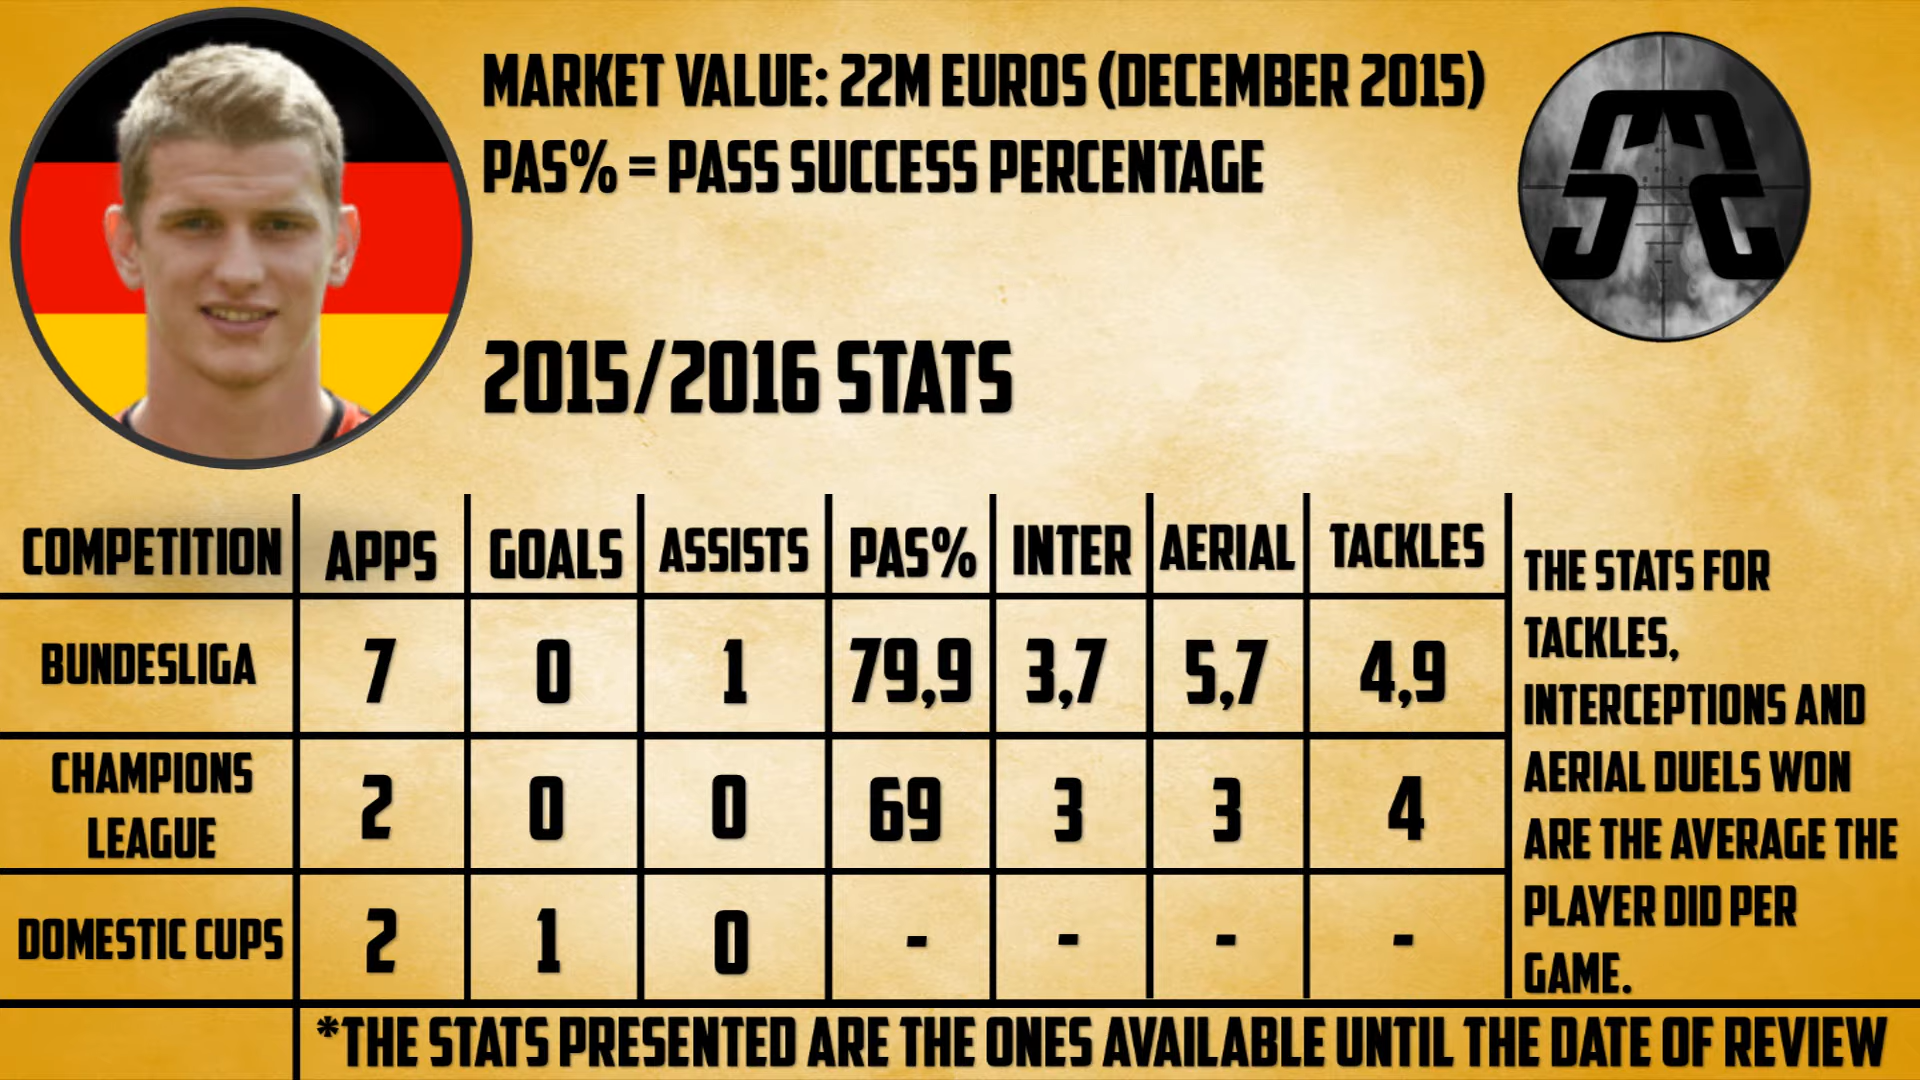 MARKET VALUE: 22M EUROS (DECEMBER 2015)
PAS% = PASS SUCCESS PERCENTAGE
2015/2016 STATS
COMPETITION APPS GOALS ASSISTS PAS% INTER AERIAL TACKLES
BUNDESLIGA 7 0 1 79,9 3,7 5,7 4,9
CHAMPIONS
LEAGUE 2 0 0 69 3 3 4
DOMESTIC CUPS 2 1 0 - - - -
THE STATS FOR
TACKLES,
INTERCEPTIONS AND
AERIAL DUELS WON
ARE THE AVERAGE THE
PLAYER DID PER
GAME.
*THE STATS PRESENTED ARE THE ONES AVAILABLE UNTIL THE DATE OF REVIEW